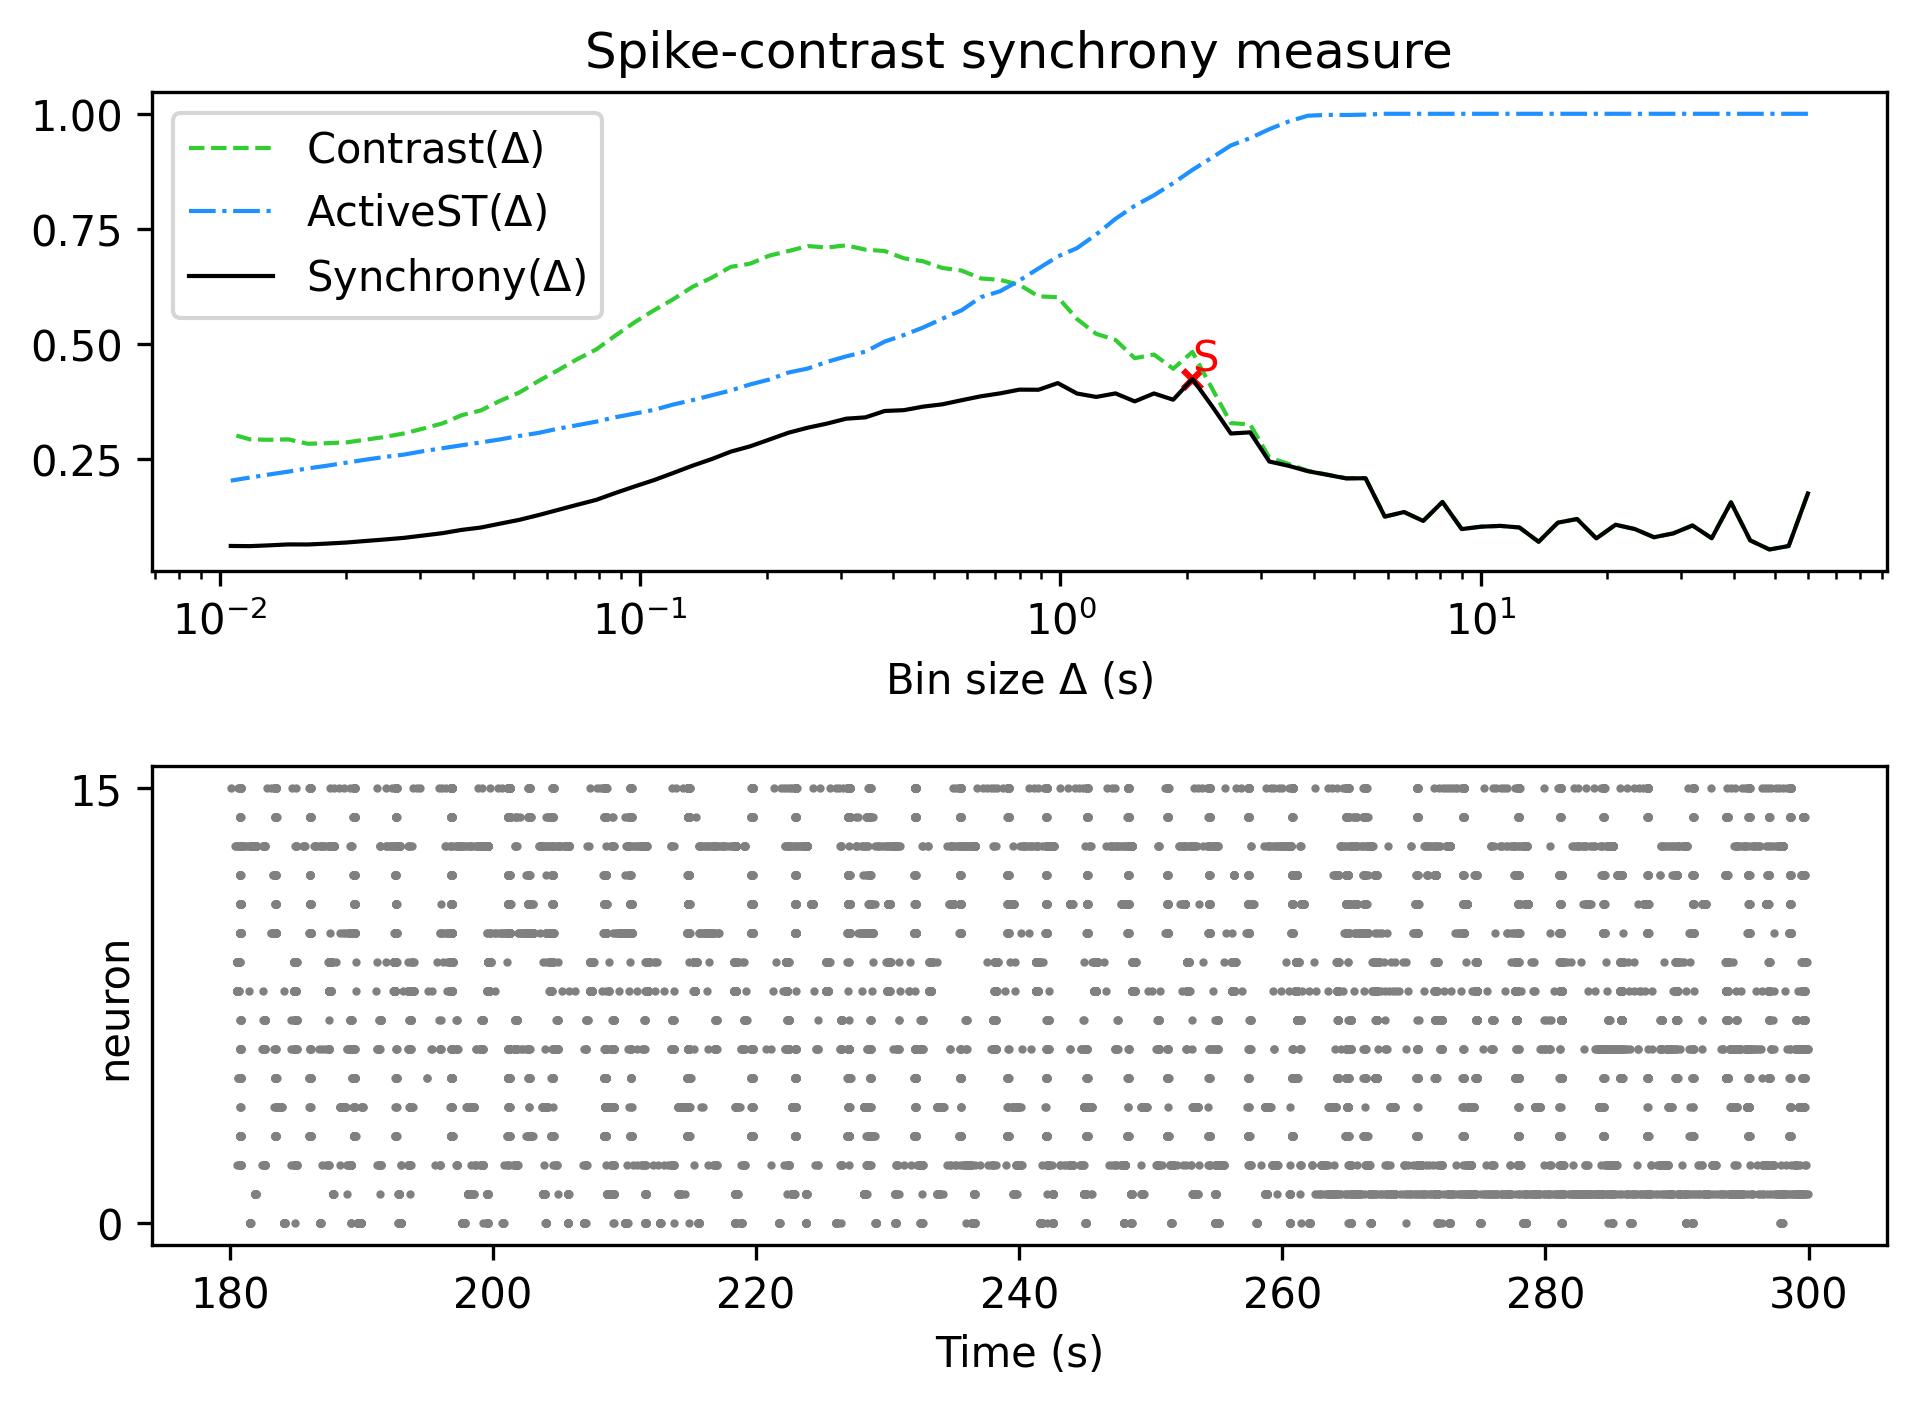 Spike-contrast synchrony measure
1.00
0.75
0.50
0.25
Contrast(Δ)
ActiveST(Δ)
Synchrony(Δ)
S
10⁻² 10⁻¹ 10⁰ 10¹
Bin size Δ (s)
15
0
neuron
180 200 220 240 260 280 300
Time (s)